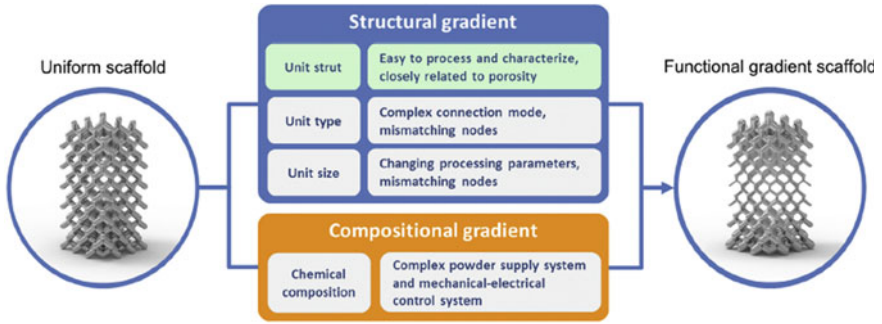 Structural gradient
Uniform scaffold
Functional gradient scaffold
Unit strut
Easy to process and characterize,
closely related to porosity
Unit type
Complex connection mode,
mismatching nodes
Unit size
Changing processing parameters,
mismatching nodes
Compositional gradient
Chemical
composition
Complex powder supply system
and mechanical-electrical
control system